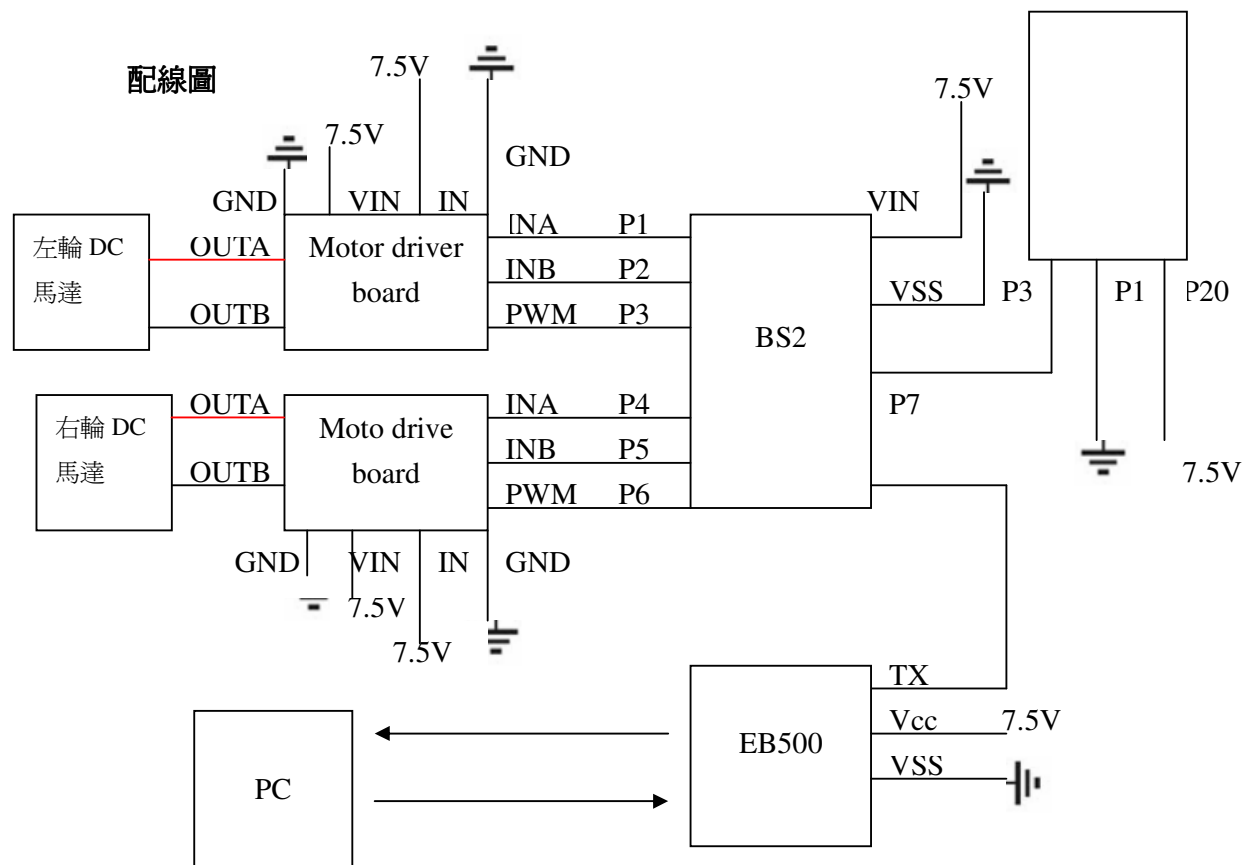 配線圖
7.5V
7.5V
7.5V
GND
GND
VIN
IN
VIN
左輪 DC
馬達
OUTA
OUTB
Motor driver
board
INA
P1
INB
P2
PWM
P3
BS2
VSS
P3
P1
P20
P7
7.5V
右輪 DC
馬達
OUTA
OUTB
Moto drive
board
INA
P4
INB
P5
PWM
P6
GND
VIN
IN
GND
7.5V
7.5V
PC
EB500
TX
Vcc
7.5V
VSS